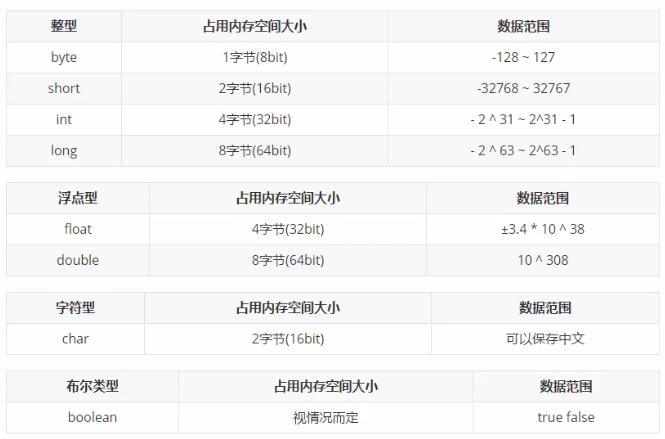 整型 占用内存空间大小 数据范围
byte 1字节(8bit) -128 ~ 127
short 2字节(16bit) -32768 ~ 32767
int 4字节(32bit) - 2 ^ 31 ~ 2^31 - 1
long 8字节(64bit) - 2 ^ 63 ~ 2^63 - 1
浮点型 占用内存空间大小 数据范围
float 4字节(32bit) ±3.4 * 10 ^ 38
double 8字节(64bit) 10 ^ 308
字符型 占用内存空间大小 数据范围
char 2字节(16bit) 可以保存中文
布尔类型 占用内存空间大小 数据范围
boolean 视情况而定 true false